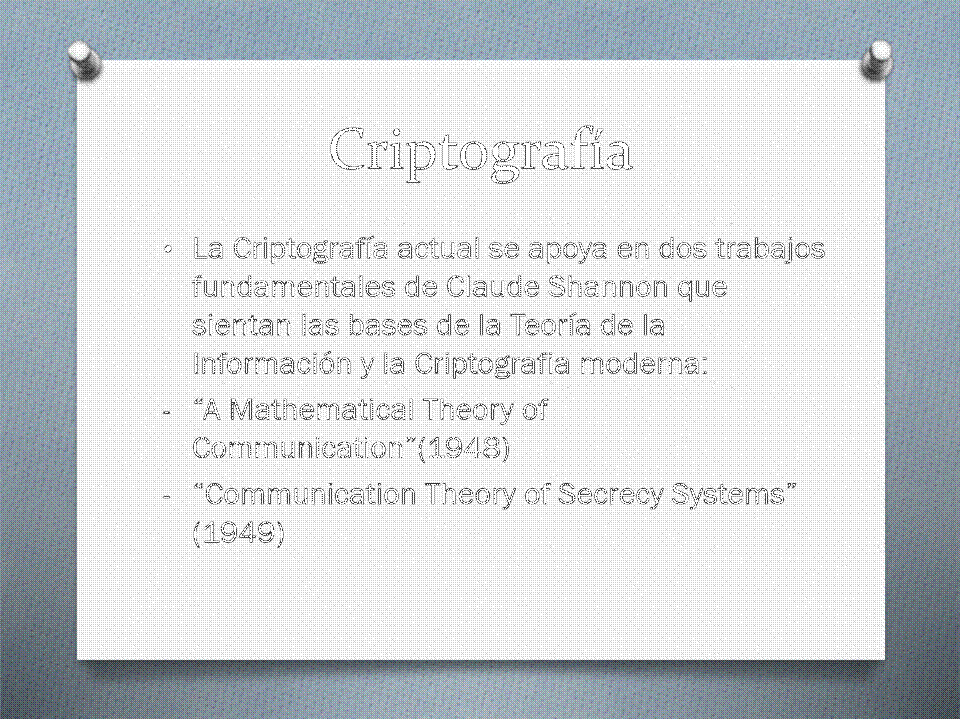 Criptografía
• La Criptografía actual se apoya en dos trabajos
fundamentales de Claude Shannon que
sientan las bases de la Teoría de la
Información y la Criptografía moderna:
- “A Mathematical Theory of
Communication”(1948)
- “Communication Theory of Secrecy Systems”
(1949)